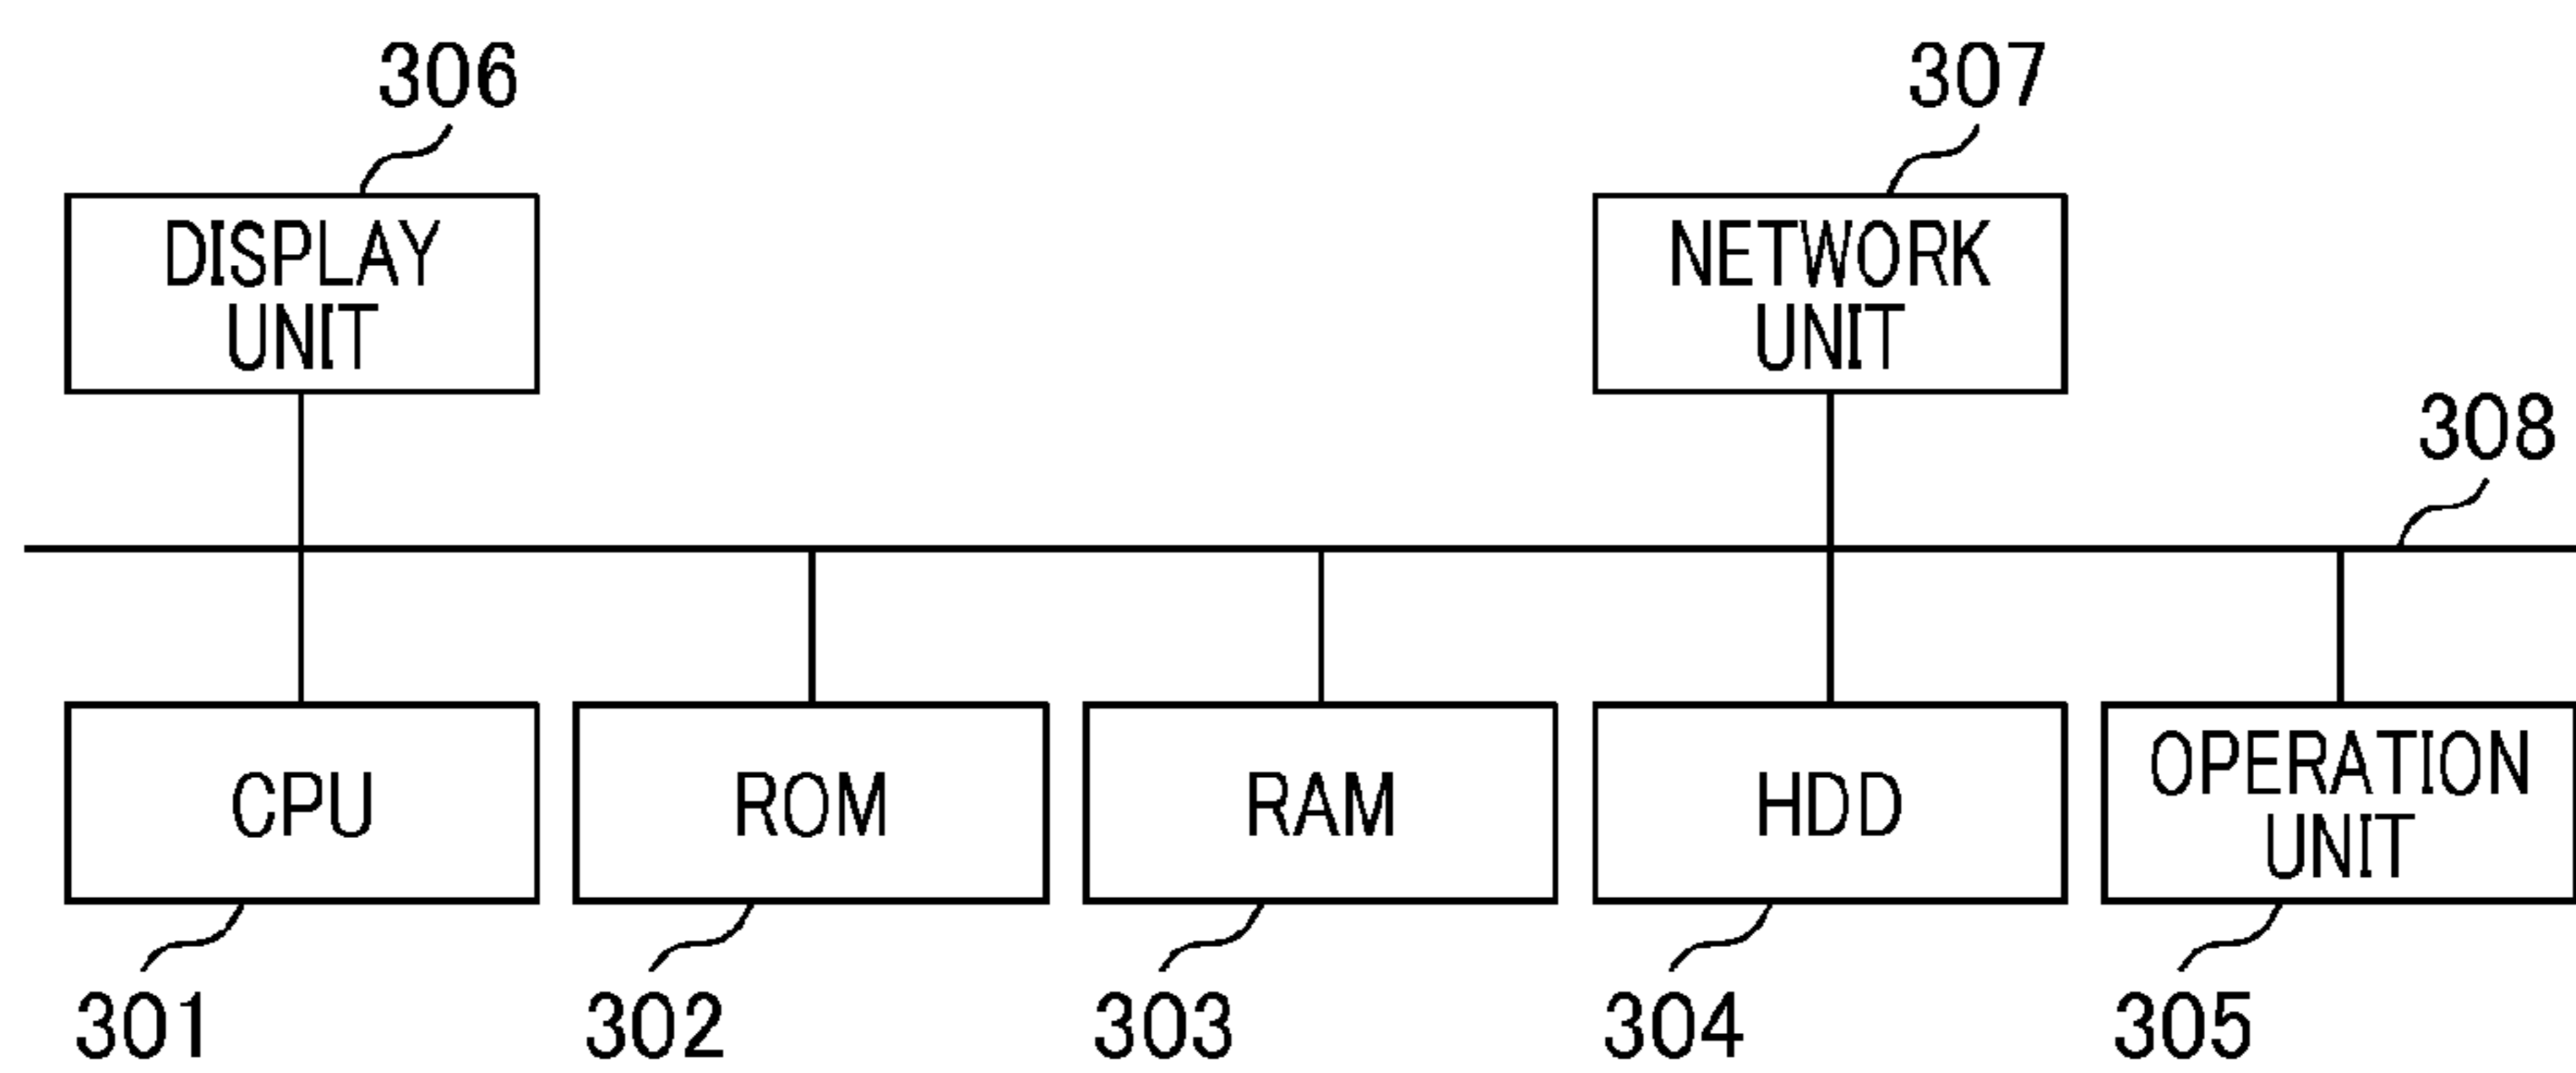 306
307
DISPLAY
UNIT
NETWORK
UNIT
308
CPU
ROM
RAM
HDD
OPERATION
UNIT
301
302
303
304
305